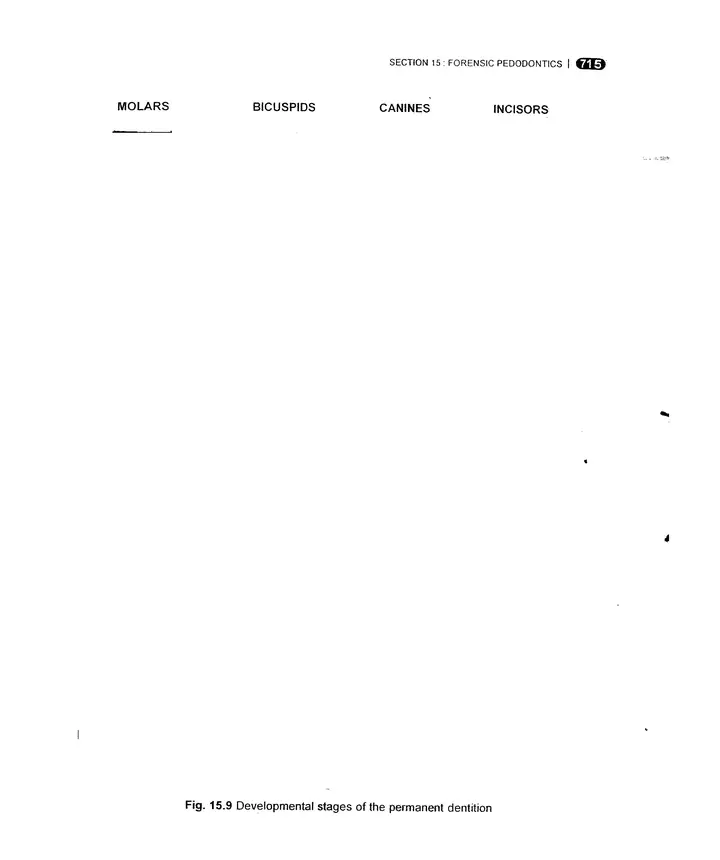 SECTION 15 : FORENSIC PEDODONTICS | 715
MOLARS BICUSPIDS CANINES INCISORS
Fig. 15.9 Developmental stages of the permanent dentition